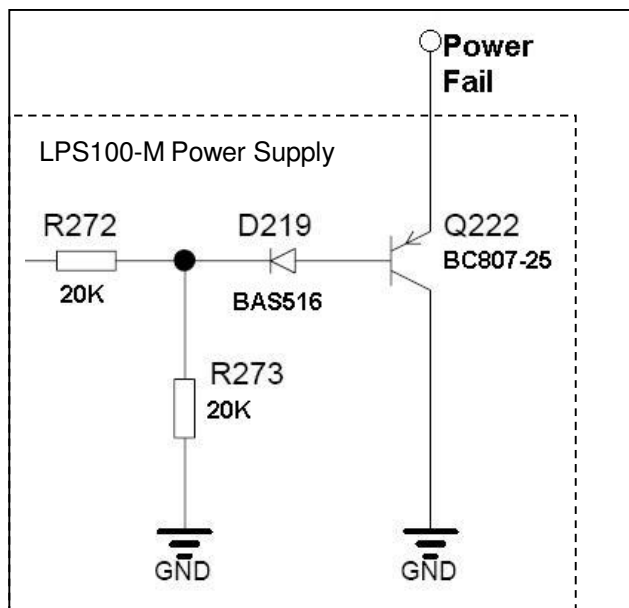 Power
Fail
LPS100-M Power Supply
R272
20K
D219
BAS516
Q222
BC807-25
R273
20K
GND
GND